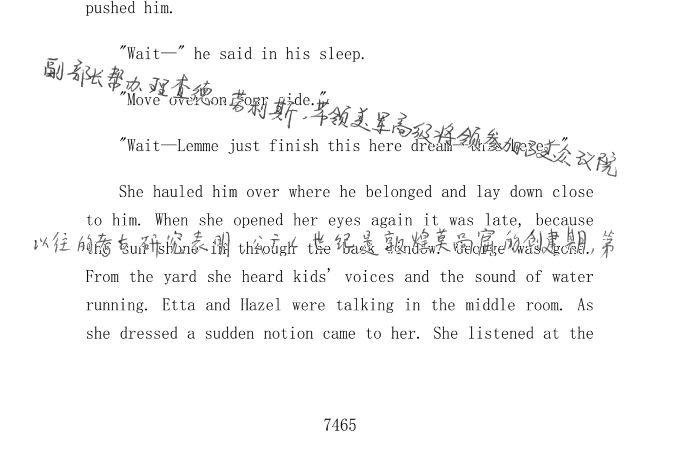 pushed him.
"Wait—" he said in his sleep.
副部长帮办理查德·劳利斯,带领美军高级将领参加了众议院
"Move over on your side."
"Wait—Lemme just finish this here dream
She hauled him over where he belonged and lay down close
to him. When she opened her eyes again it was late, because
以往的考古研究表明,公元4世纪是敦煌莫高窟的创建期,第
the sun shone in through the back window. George was gone.
From the yard she heard kids' voices and the sound of water
running. Etta and Hazel were talking in the middle room. As
she dressed a sudden notion came to her. She listened at the
7465